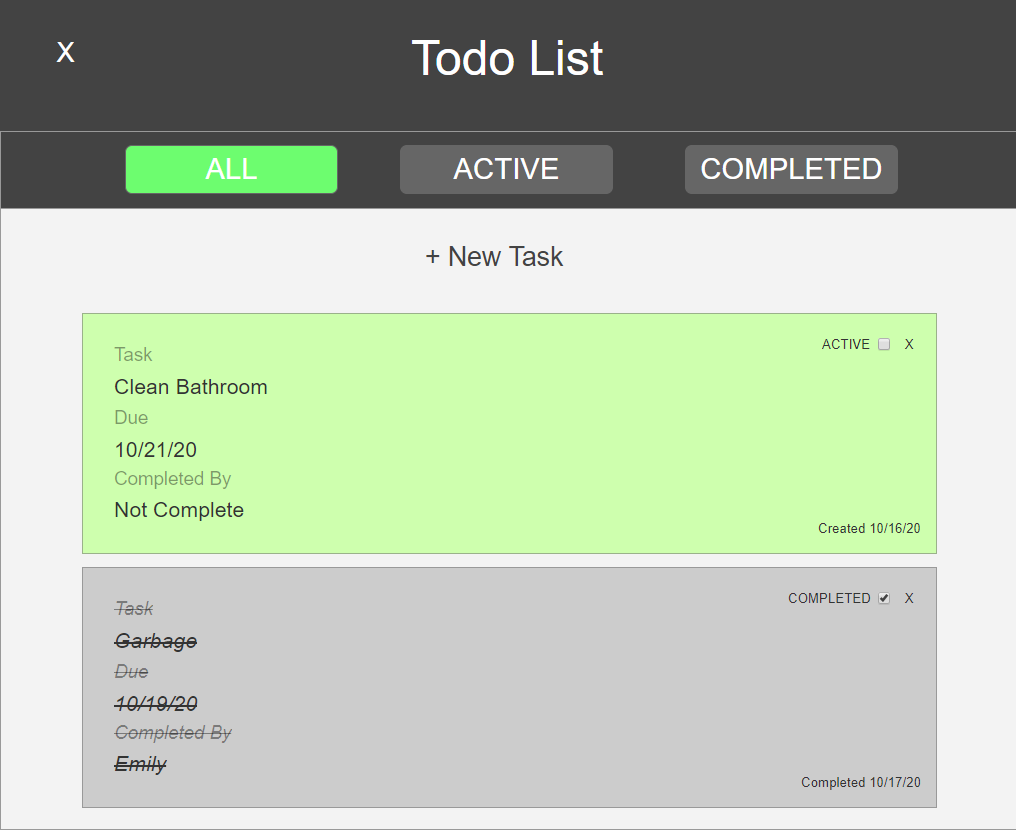 X
Todo List
ALL
ACTIVE
COMPLETED
+ New Task
ACTIVE X
Task
Clean Bathroom
Due
10/21/20
Completed By
Not Complete
Created 10/16/20
COMPLETED X
Task
Garbage
Due
10/19/20
Completed By
Emily
Completed 10/17/20